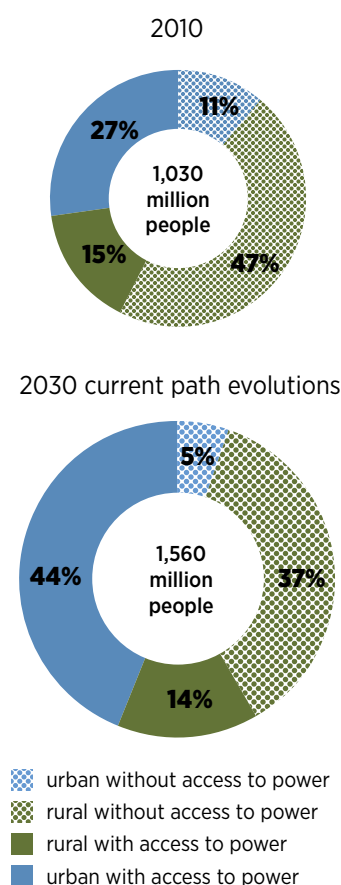 2010
11%
27%
1,030
million
people
15%
47%
2030 current path evolutions
5%
1,560
million
people
44%
37%
14%
urban without access to power
rural without access to power
rural with access to power
urban with access to power